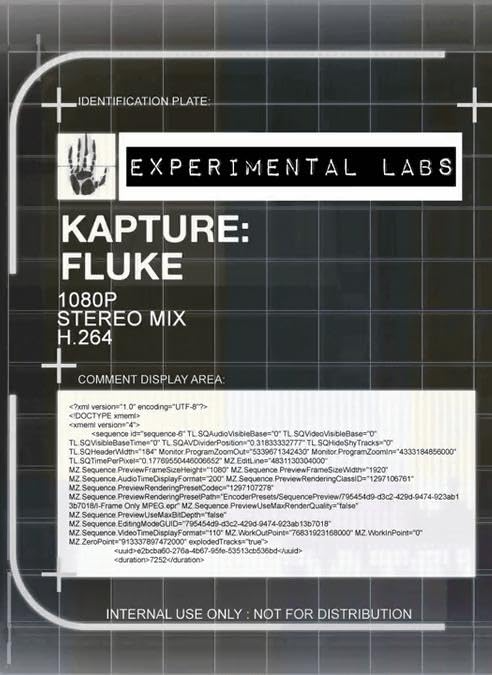 IDENTIFICATION PLATE:
EXPERIMENTAL LABS
KAPTURE:
FLUKE
1080P
STEREO MIX
H.264
COMMENT DISPLAY AREA:
<?xml version="1.0" encoding="UTF-8"?>
<!DOCTYPE xmeml>
<xmeml version="4">
<sequence id="sequence-6" TL.SQAudioVisibleBase="0" TL.SQVideoVisibleBase="0"
TL.SQVisibleBaseTime="0" TL.SQAVDividerPosition="0.31833332777" TL.SQHideShyTracks="0"
TL.SQHeaderWidth="184" Monitor.ProgramZoomOut="5339671342430" Monitor.ProgramZoomIn="4333184856000"
TL.SQTimePerPixel="0.17769550446006652" MZ.EditLine="4831130304000"
MZ.Sequence.PreviewFrameSizeHeight="1080" MZ.Sequence.PreviewFrameSizeWidth="1920"
MZ.Sequence.AudioTimeDisplayFormat="200" MZ.Sequence.PreviewRenderingClassID="1297106761"
MZ.Sequence.PreviewRenderingPresetCodec="1297107278"
MZ.Sequence.PreviewRenderingPresetPath="EncoderPresets/SequencePreview/795454d9-d3c2-429d-9474-923ab1
3b7018/I-Frame Only MPEG.epr" MZ.Sequence.PreviewUseMaxRenderQuality="false"
MZ.Sequence.PreviewUseMaxBitDepth="false"
MZ.Sequence.EditingModeGUID="795454d9-d3c2-429d-9474-923ab13b7018"
MZ.Sequence.VideoTimeDisplayFormat="110" MZ.WorkOutPoint="76831923168000" MZ.WorkInPoint="0"
MZ.ZeroPoint="913337897472000" explodedTracks="true">
<uuid>e2bcba60-276a-4b67-95fe-53513cb536bd</uuid>
<duration>7252</duration>
INTERNAL USE ONLY : NOT FOR DISTRIBUTION